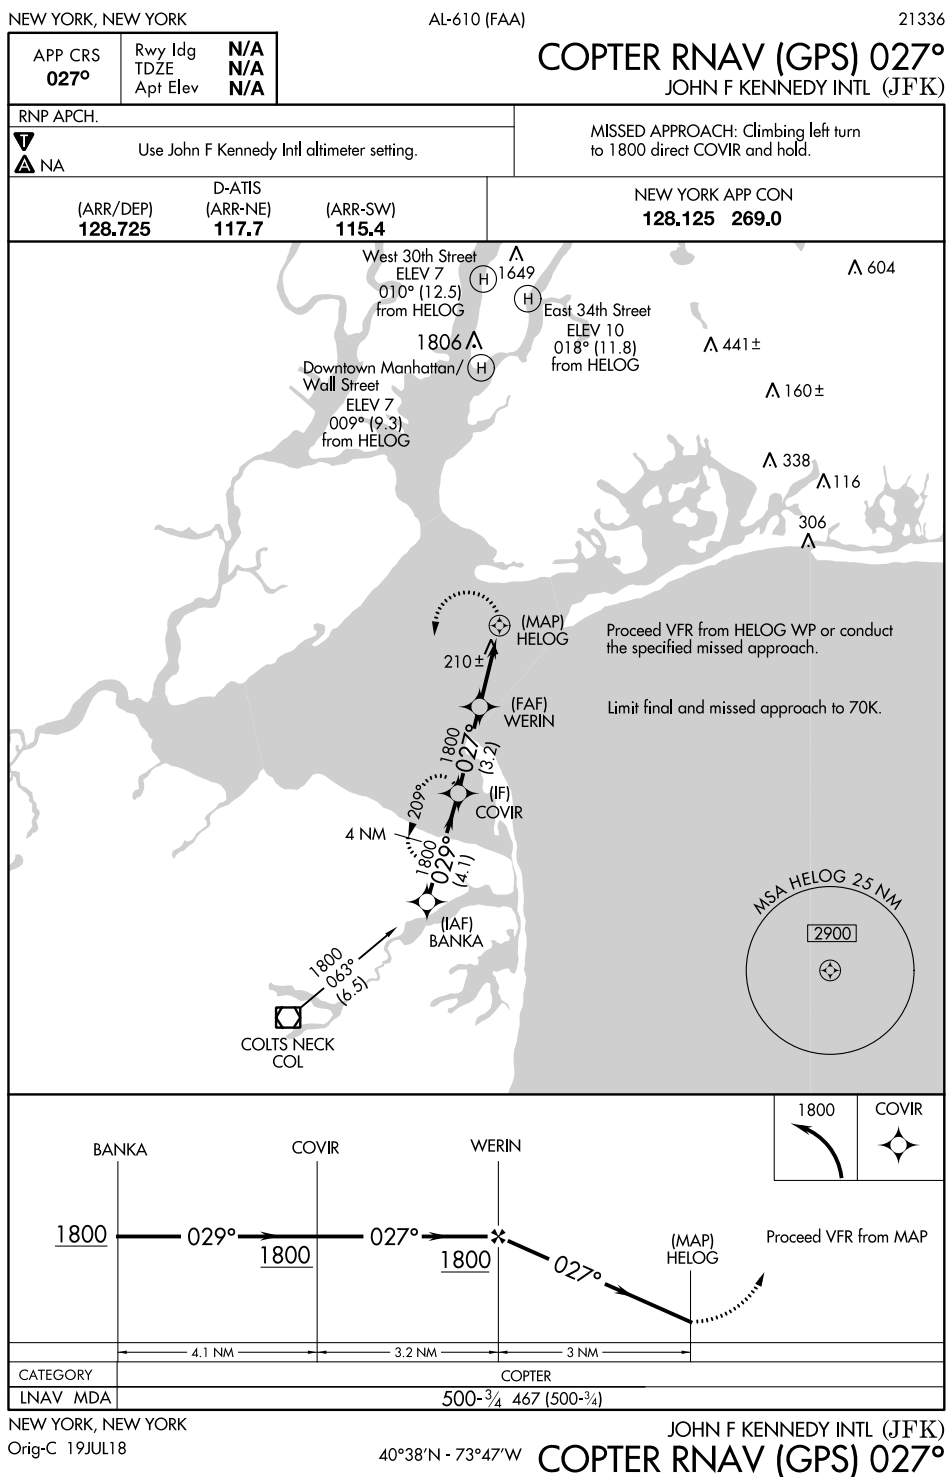 NEW YORK, NEW YORK
AL-610 (FAA)
21336
APP CRS
027°
Rwy ldg N/A
TDZE N/A
Apt Elev N/A
COPTER RNAV (GPS) 027°
JOHN F KENNEDY INTL (JFK)
RNP APCH.
T
A NA
Use John F Kennedy Intl altimeter setting.
MISSED APPROACH: Climbing left turn
to 1800 direct COVIR and hold.
D-ATIS
(ARR/DEP) (ARR-NE) (ARR-SW)
128.725 117.7 115.4
NEW YORK APP CON
128.125 269.0
West 30th Street
ELEV 7
010° (12.5)
from HELOG
H
1649
H
East 34th Street
ELEV 10
018° (11.8)
from HELOG
604
1806
441±
Downtown Manhattan/
Wall Street
ELEV 7
009° (9.3)
from HELOG
H
160±
338
116
306
(MAP)
HELOG
210±
Proceed VFR from HELOG WP or conduct
the specified missed approach.
(FAF)
WERIN
Limit final and missed approach to 70K.
1800
027°
(3.2)
(IF)
COVIR
209°
4 NM
1800
029°
(4.1)
(IAF)
BANKA
1800
063°
(6.5)
COLTS NECK
COL
MSA HELOG 25 NM
2900
1800
COVIR
BANKA
COVIR
WERIN
1800
029°
1800
027°
1800
027°
(MAP)
HELOG
Proceed VFR from MAP
4.1 NM
3.2 NM
3 NM
CATEGORY COPTER
LNAV MDA 500-¾ 467 (500-¾)
NEW YORK, NEW YORK
Orig-C 19JUL18
40°38'N - 73°47'W
JOHN F KENNEDY INTL (JFK)
COPTER RNAV (GPS) 027°